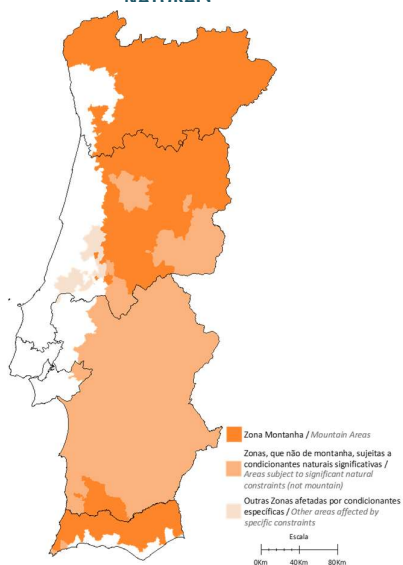 Zona Montanha / Mountain Areas
Zonas, que não de montanha, sujeitas a
condicionantes naturais significativas /
Areas subject to significant natural
constraints (not mountain)
Outras Zonas afetadas por condicionantes
específicas / Other areas affected by
specific constraints
Escala
0Km 40Km 80Km